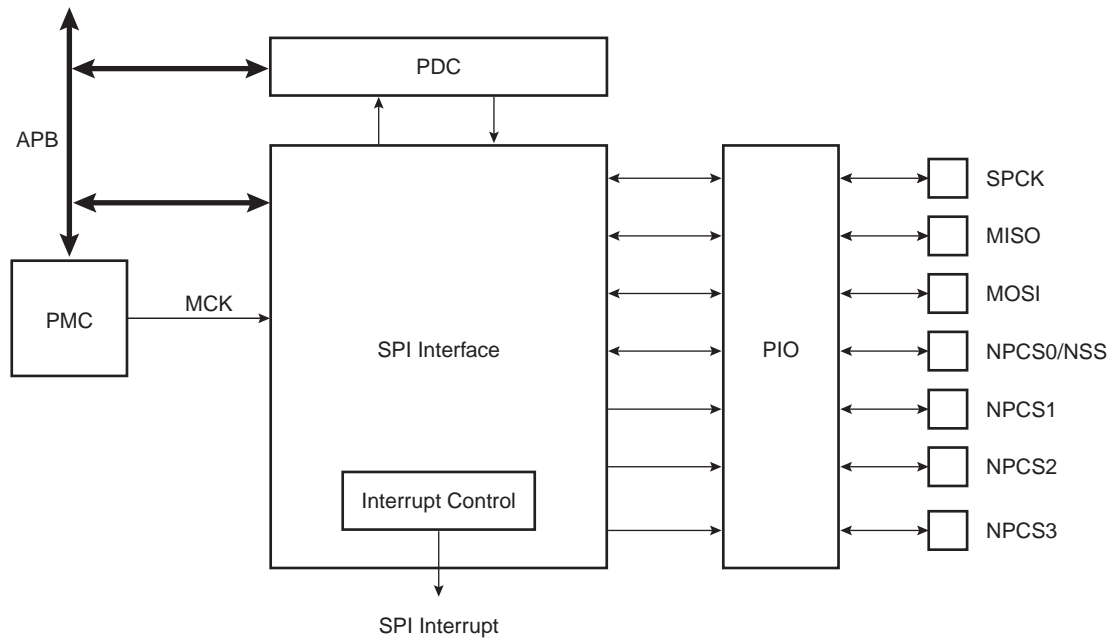 PDC
APB
SPCK
MISO
MCK
MOSI
PMC
SPI Interface
PIO
NPCS0/NSS
NPCS1
NPCS2
Interrupt Control
NPCS3
SPI Interrupt